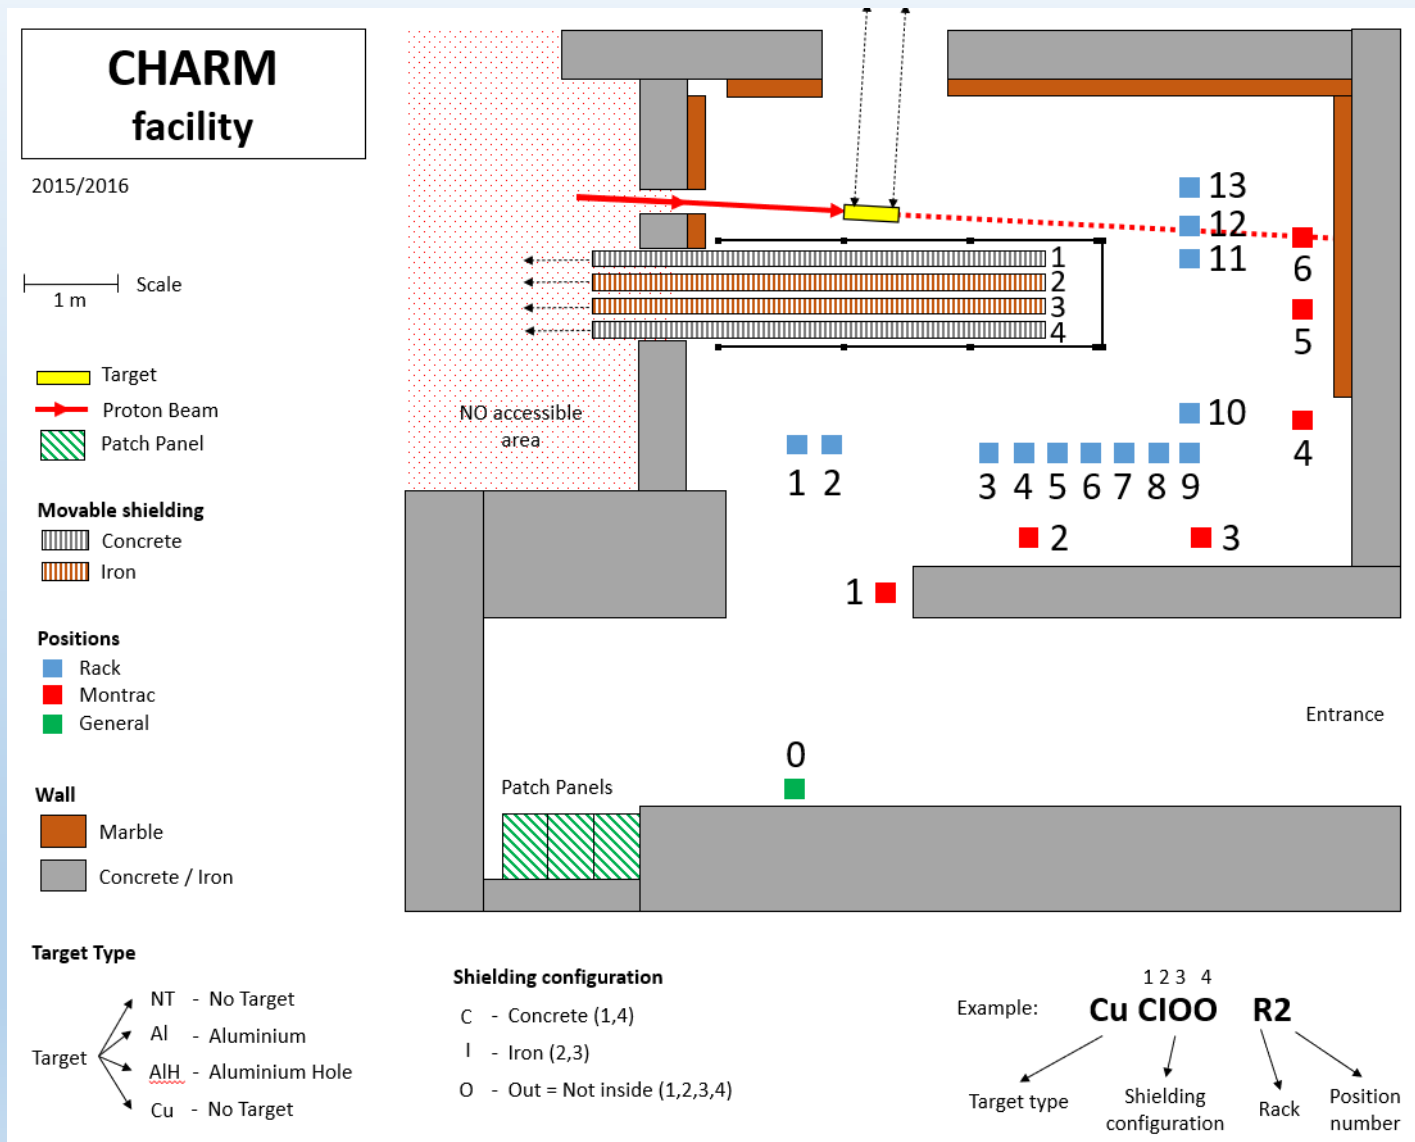 CHARM
facility
2015/2016
1 m
Scale
Target
Proton Beam
Patch Panel
Movable shielding
Concrete
Iron
Positions
Rack
Montrac
General
Wall
Marble
Concrete / Iron
NO accessible
area
1
2
3
4
13
12
11
6
5
10
4
1 2
3 4 5 6 7 8 9
2
3
1
Entrance
0
Patch Panels
Target Type
Target
NT - No Target
Al - Aluminium
AlH - Aluminium Hole
Cu - No Target
Shielding configuration
C - Concrete (1,4)
I - Iron (2,3)
O - Out = Not inside (1,2,3,4)
1 2 3 4
Example: Cu CIOO R2
Target type
Shielding
configuration
Rack
Position
number